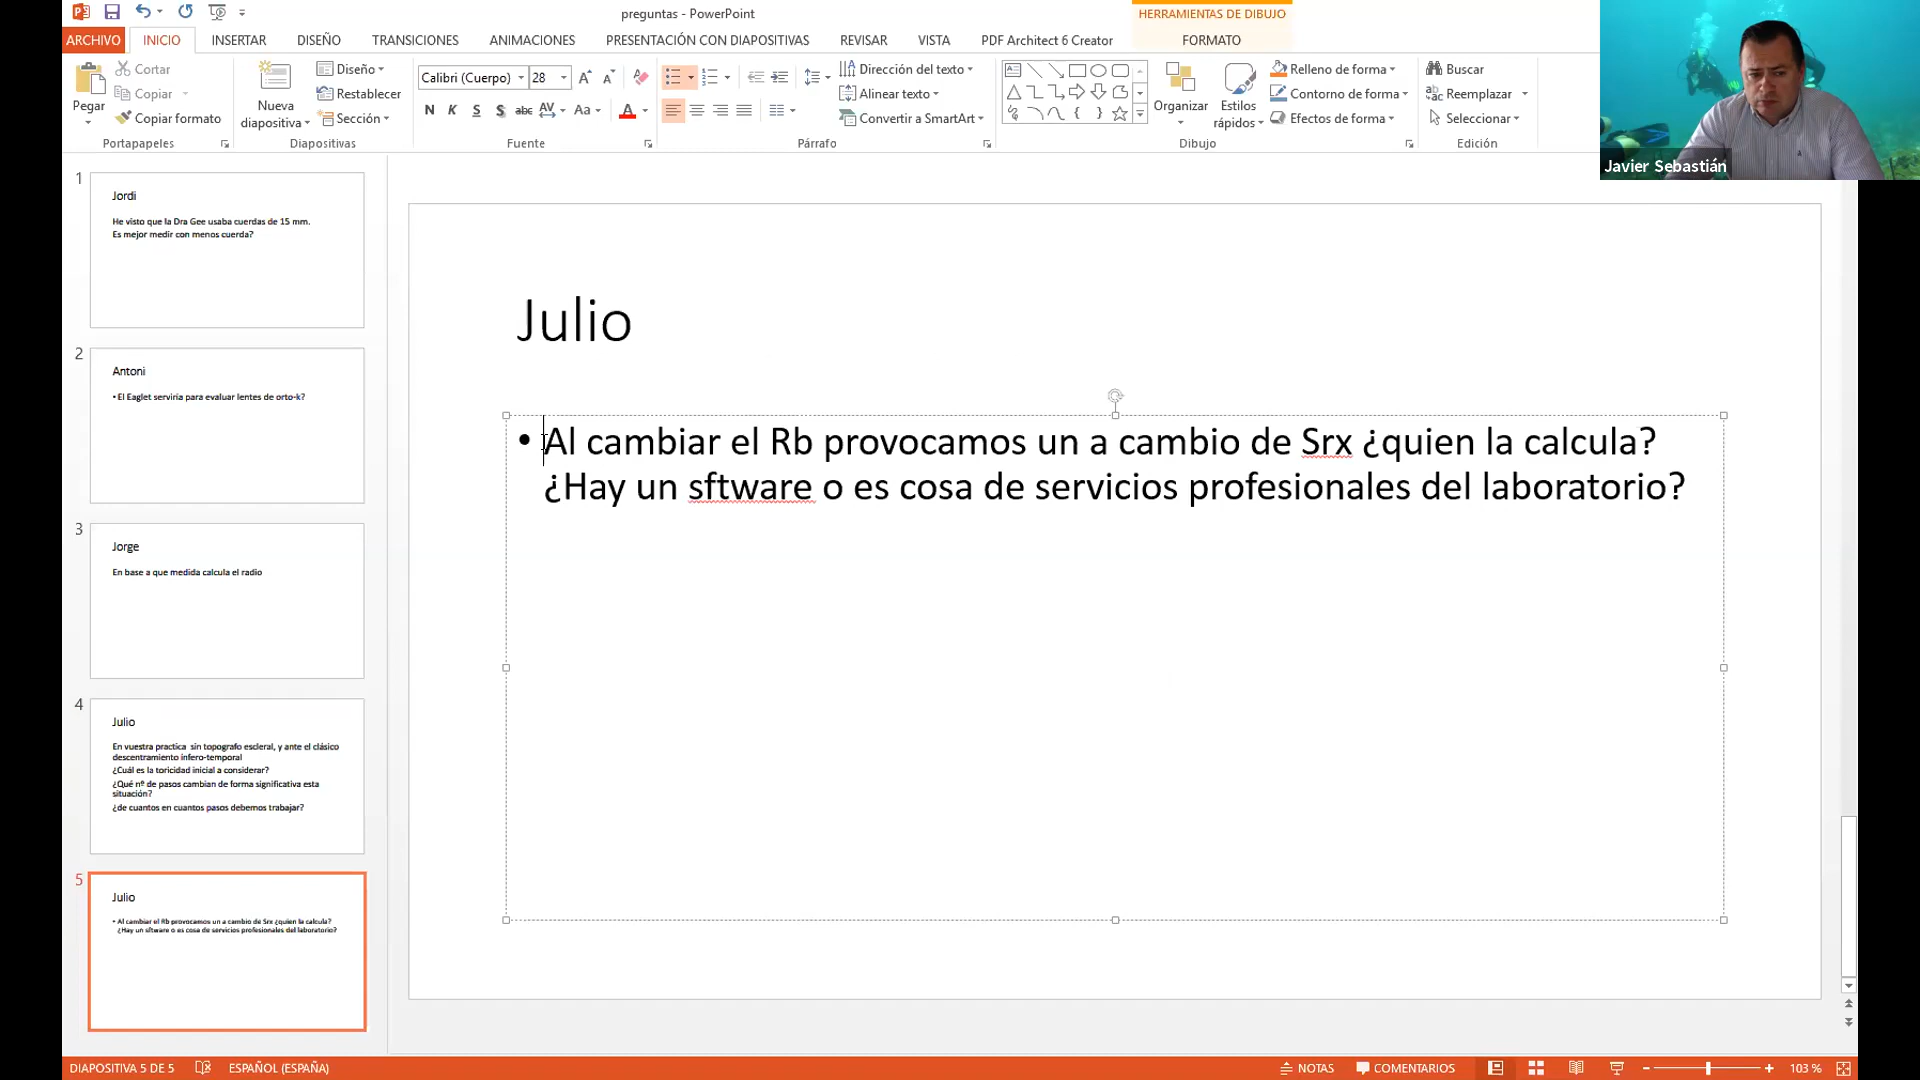 preguntas - PowerPoint
HERRAMIENTAS DE DIBUJO
ARCHIVO INICIO INSERTAR DISEÑO TRANSICIONES ANIMACIONES PRESENTACIÓN CON DIAPOSITIVAS REVISAR VISTA PDF Architect 6 Creator FORMATO
Pegar
Cortar
Copiar
Copiar formato
Portapapeles
Nueva
diapositiva
Diseño
Restablecer
Sección
Diapositivas
Calibri (Cuerpo) 28
N K S S abc AV Aa A
Fuente
Dirección del texto
Alinear texto
Convertir a SmartArt
Párrafo
Organizar
Estilos
rápidos
Relleno de forma
Contorno de forma
Efectos de forma
Dibujo
Buscar
Reemplazar
Seleccionar
Edición
Javier Sebastián
1
Jordi
He visto que la Dra Gee usaba cuerdas de 15 mm.
Es mejor medir con menos cuerda?
2
Antoni
• El Eaglet serviría para evaluar lentes de orto-k?
3
Jorge
En base a que medida calcula el radio
4
Julio
En vuestra practica sin topografo escleral, y ante el clásico
descentramiento infero-temporal
¿Cuál es la toricidad inicial a considerar?
¿Qué nº de pasos cambian de forma significativa esta
situación?
¿de cuantos en cuantos pasos debemos trabajar?
5
Julio
• Al cambiar el Rb provocamos un a cambio de Srx ¿quien la calcula?
¿Hay un sftware o es cosa de servicios profesionales del laboratorio?
Julio
• Al cambiar el Rb provocamos un a cambio de Srx ¿quien la calcula?
¿Hay un sftware o es cosa de servicios profesionales del laboratorio?
DIAPOSITIVA 5 DE 5 ESPAÑOL (ESPAÑA) NOTAS COMENTARIOS 103 %